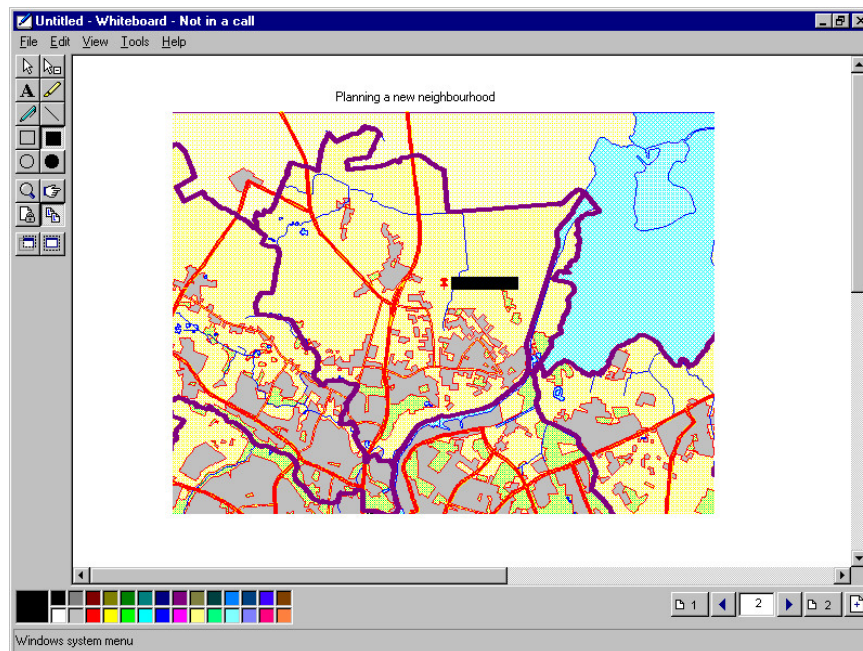 Untitled - Whiteboard - Not in a call
File Edit View Tools Help
A
Planning a new neighbourhood
1 2 2
Windows system menu